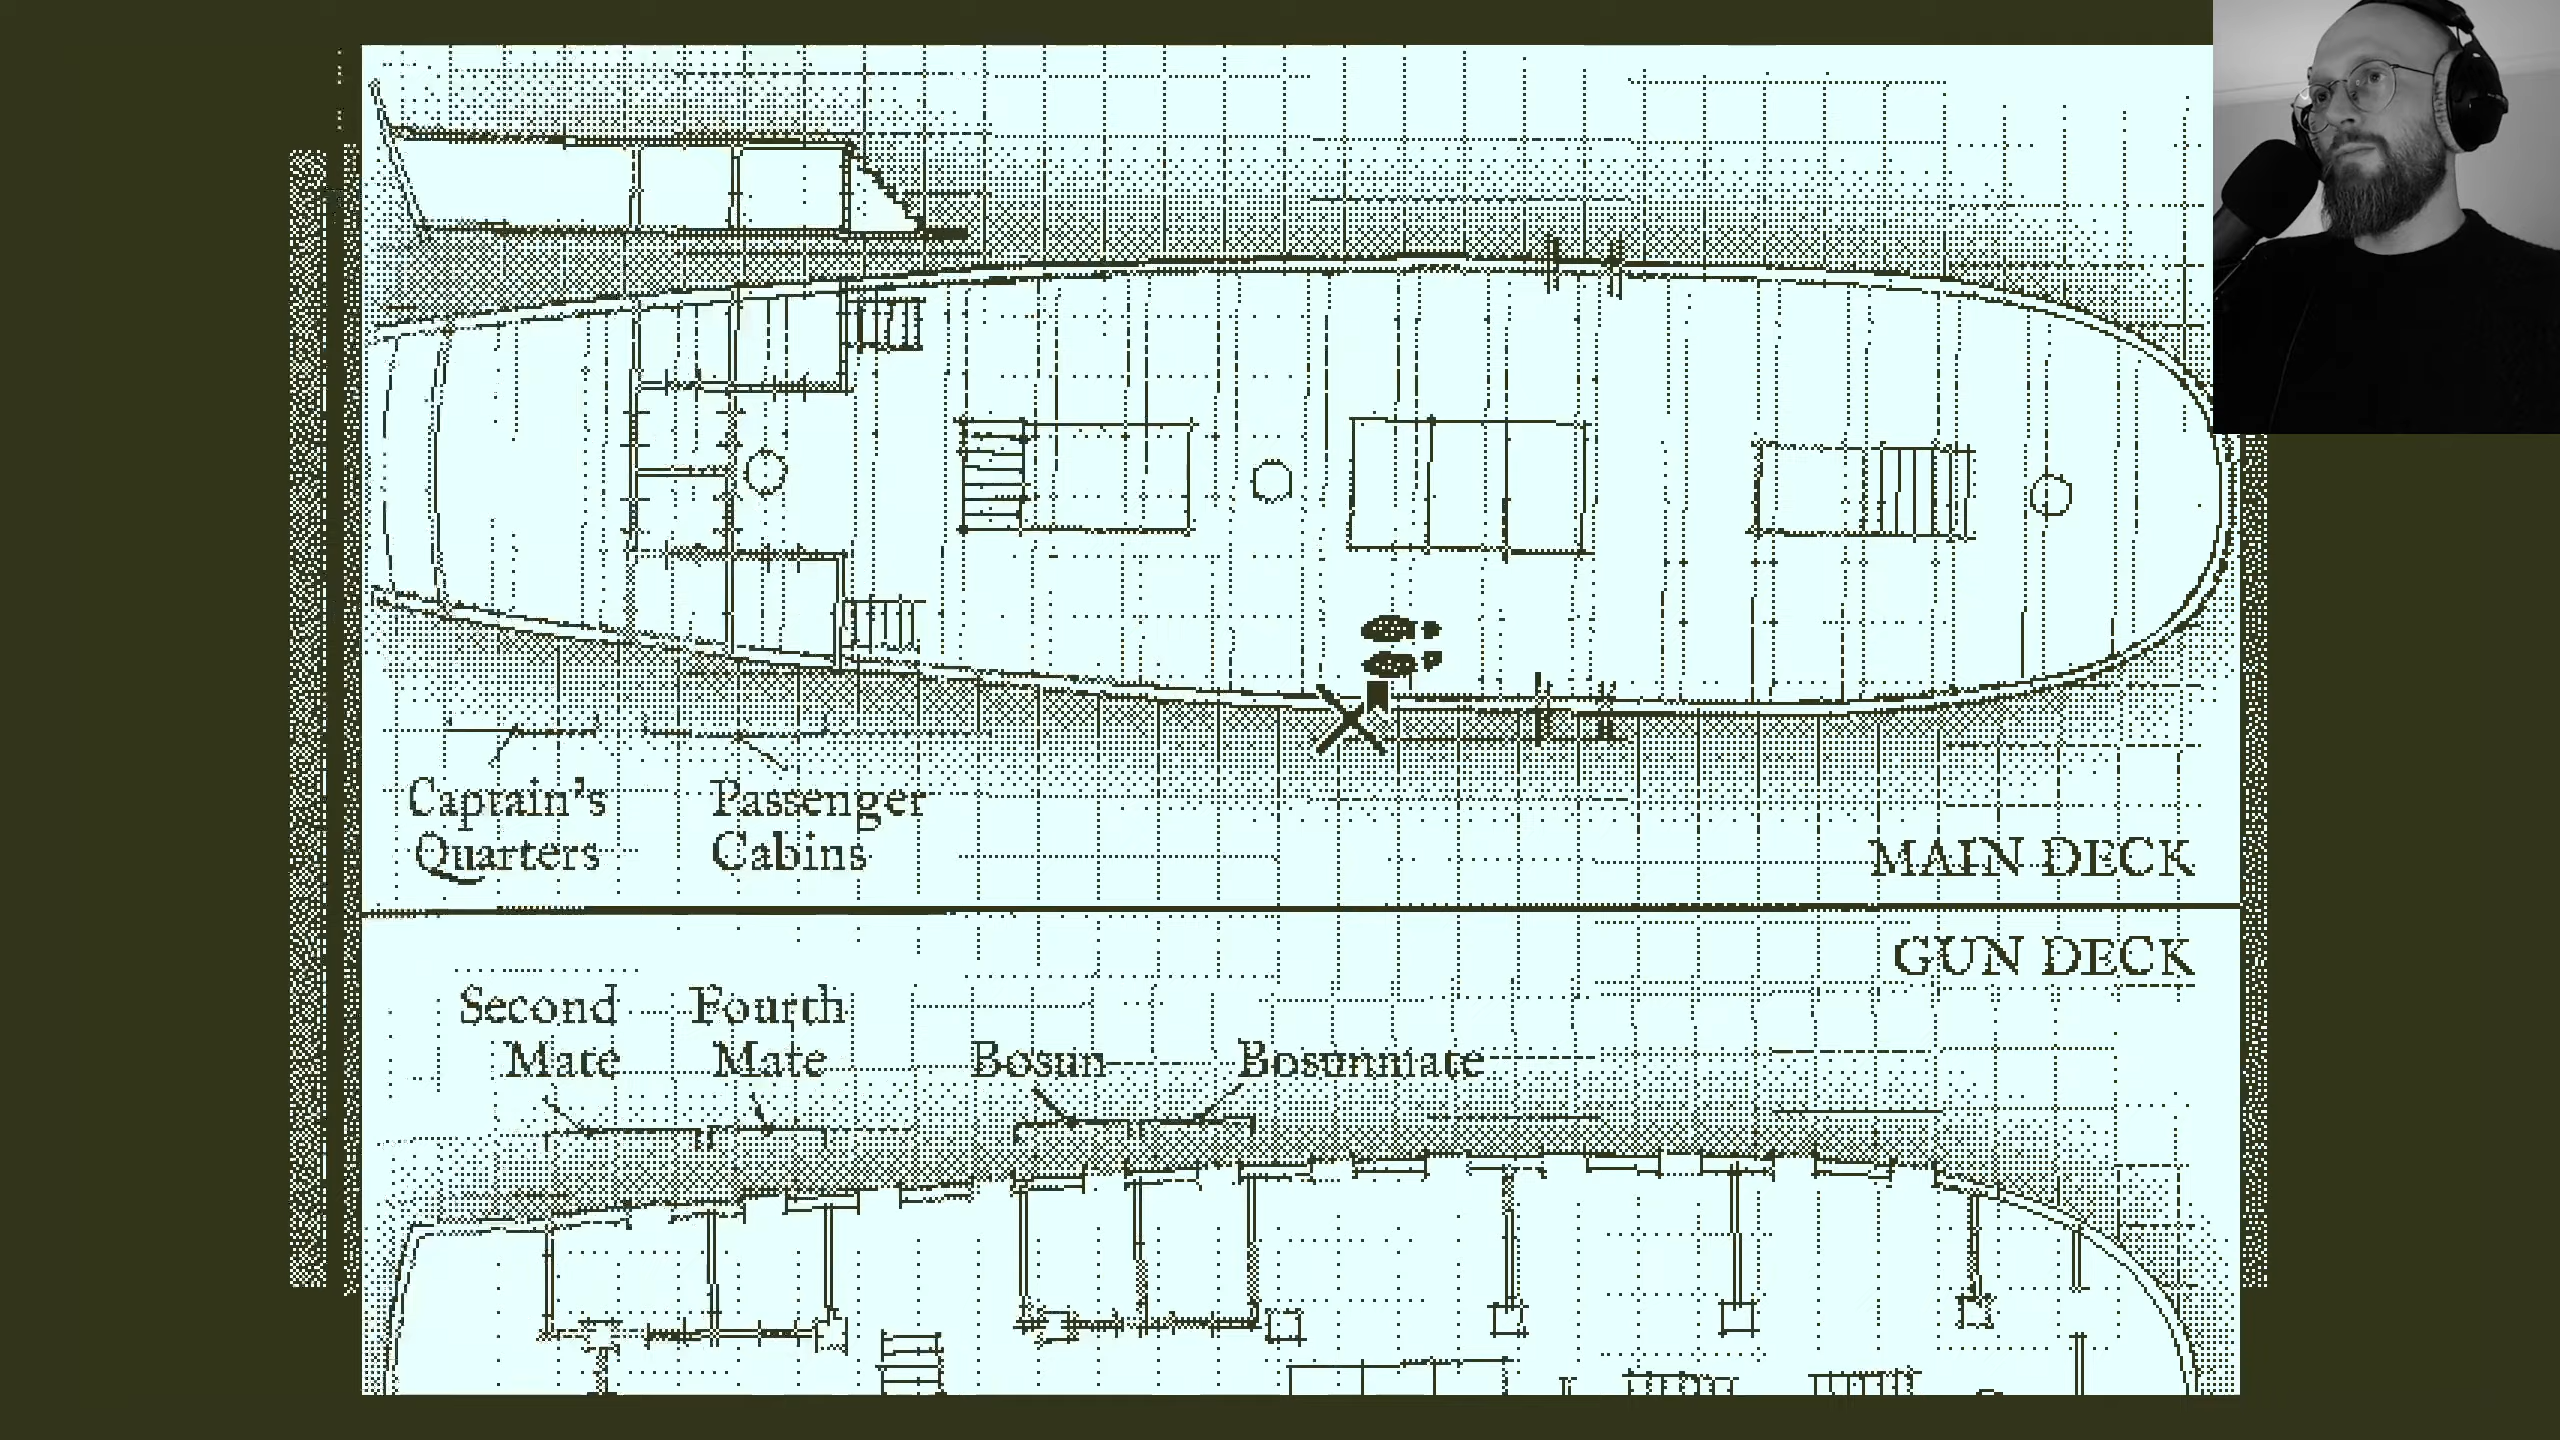 Captain's
Quarters
Passenger
Cabins
MAIN DECK
GUN DECK
Second
Mate
Fourth
Mate
Bosun
Bosunmate